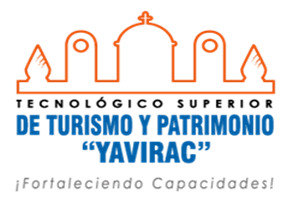 TECNOLÓGICO SUPERIOR
DE TURISMO Y PATRIMONIO
“YAVIRAC”
¡Fortaleciendo Capacidades!